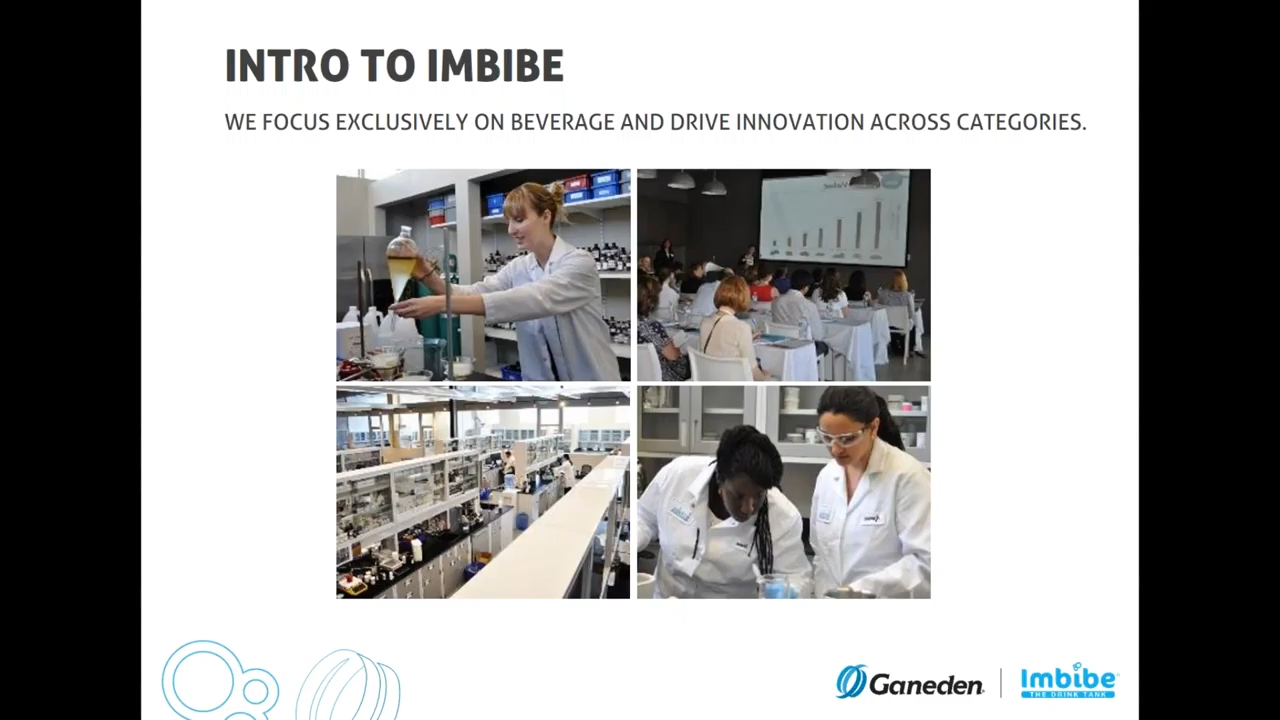 INTRO TO IMBIBE
WE FOCUS EXCLUSIVELY ON BEVERAGE AND DRIVE INNOVATION ACROSS CATEGORIES.
Ganeden
Imbibe
THE DRINK TANK